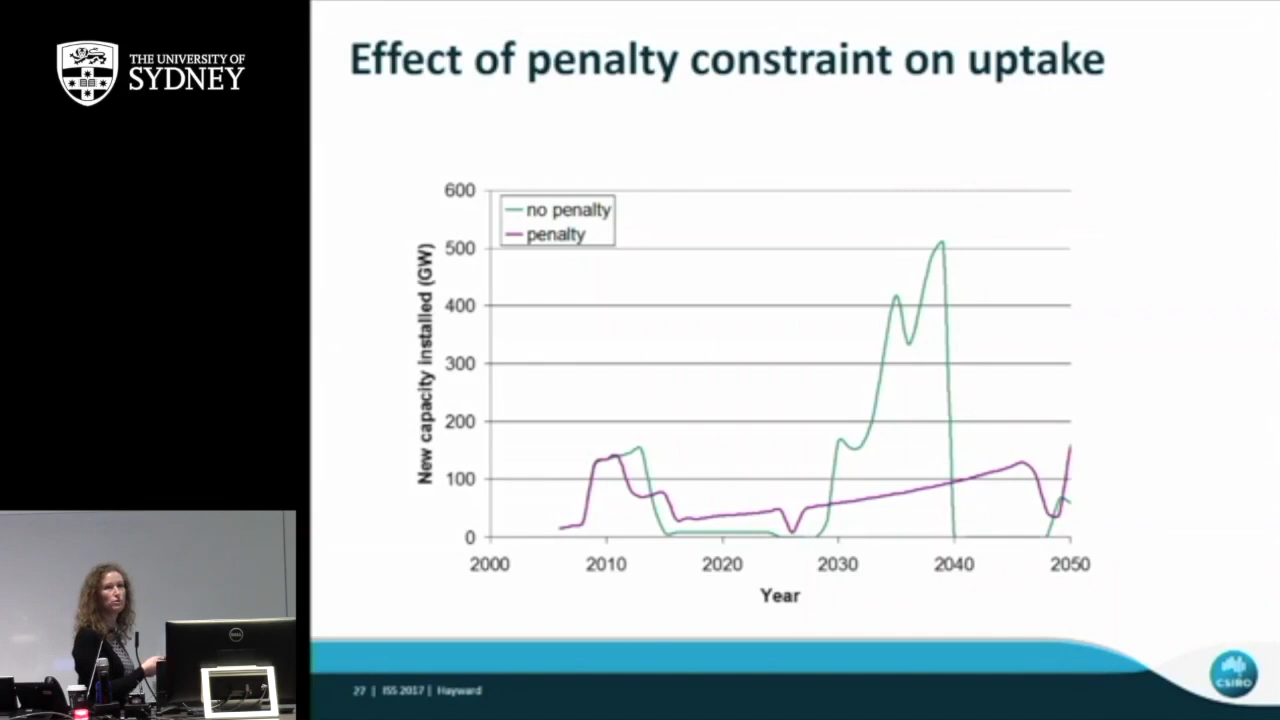 THE UNIVERSITY OF
SYDNEY
Effect of penalty constraint on uptake
600
500
400
300
200
100
0
no penalty
penalty
New capacity installed (GW)
2000
2010
2020
2030
2040
2050
Year
DELL
27 | ISS 2017 | Hayward
CSIRO